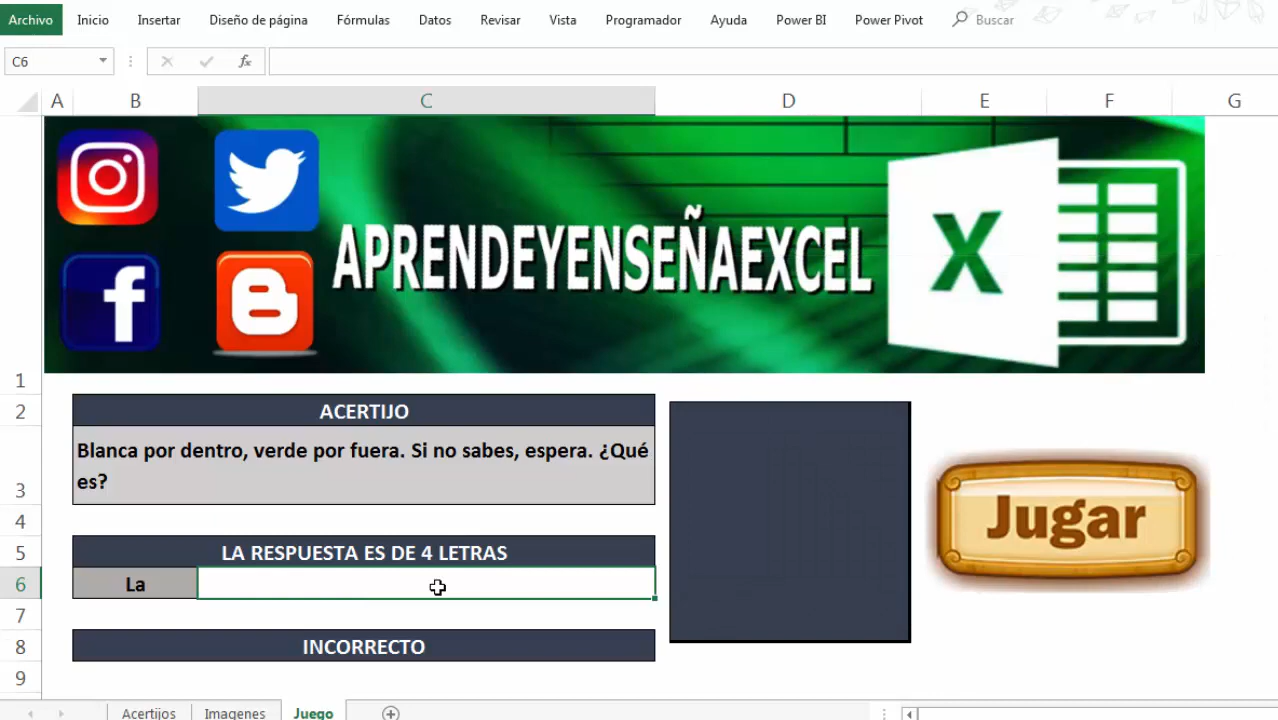 Archivo Inicio Insertar Diseño de página Fórmulas Datos Revisar Vista Programador Ayuda Power BI Power Pivot Buscar
C6 fx
A B C D E F G
APRENDEYENSEÑAEXCEL X
f
1
2 ACERTIJO
Blanca por dentro, verde por fuera. Si no sabes, espera. ¿Qué
3 es?
Jugar
4
5 LA RESPUESTA ES DE 4 LETRAS
6 La
7
8 INCORRECTO
9
Acertijos Imagenes Juego